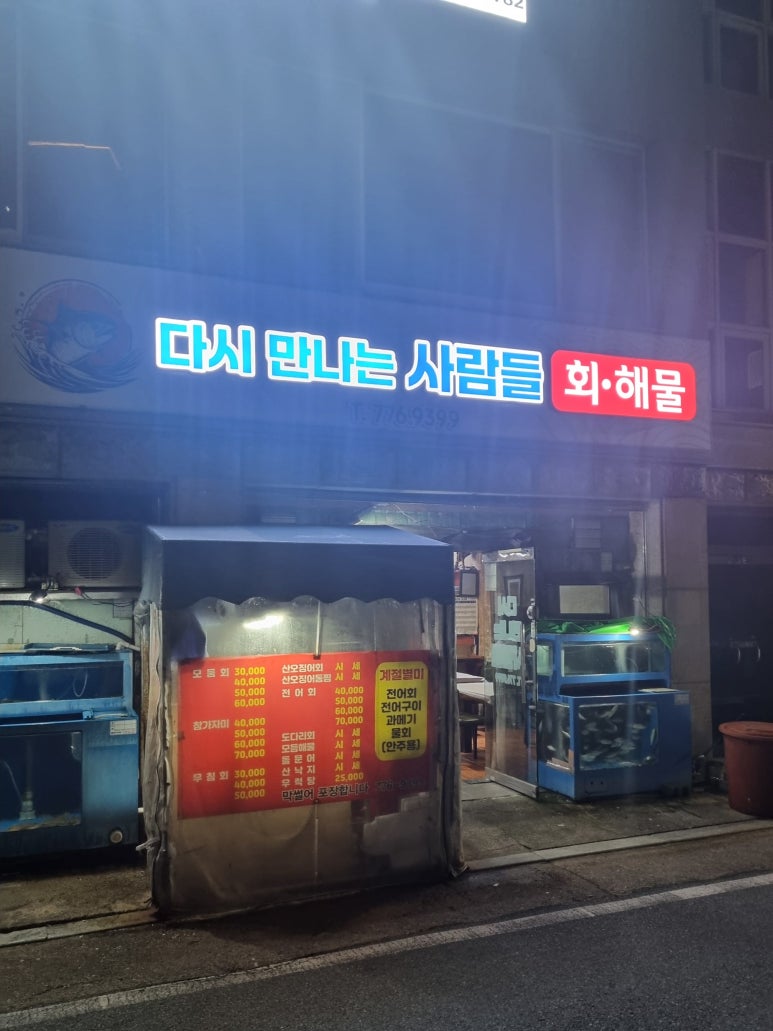 다시 만나는 사람들 회·해물
T. 776.9399
모듬회 30,000
40,000
50,000
60,000
참가자미 40,000
50,000
60,000
70,000
무침회 30,000
40,000
50,000
산오징어회 시 세
산오징어통찜 시 세
전어회 40,000
50,000
60,000
70,000
도다리회 시 세
모듬해물 시 세
돌문어 시 세
산낙지 시 세
우럭탕 25,000
막썰어 포장합니다
계절별미
전어회
전어구이
과메기
물회
(안주용)